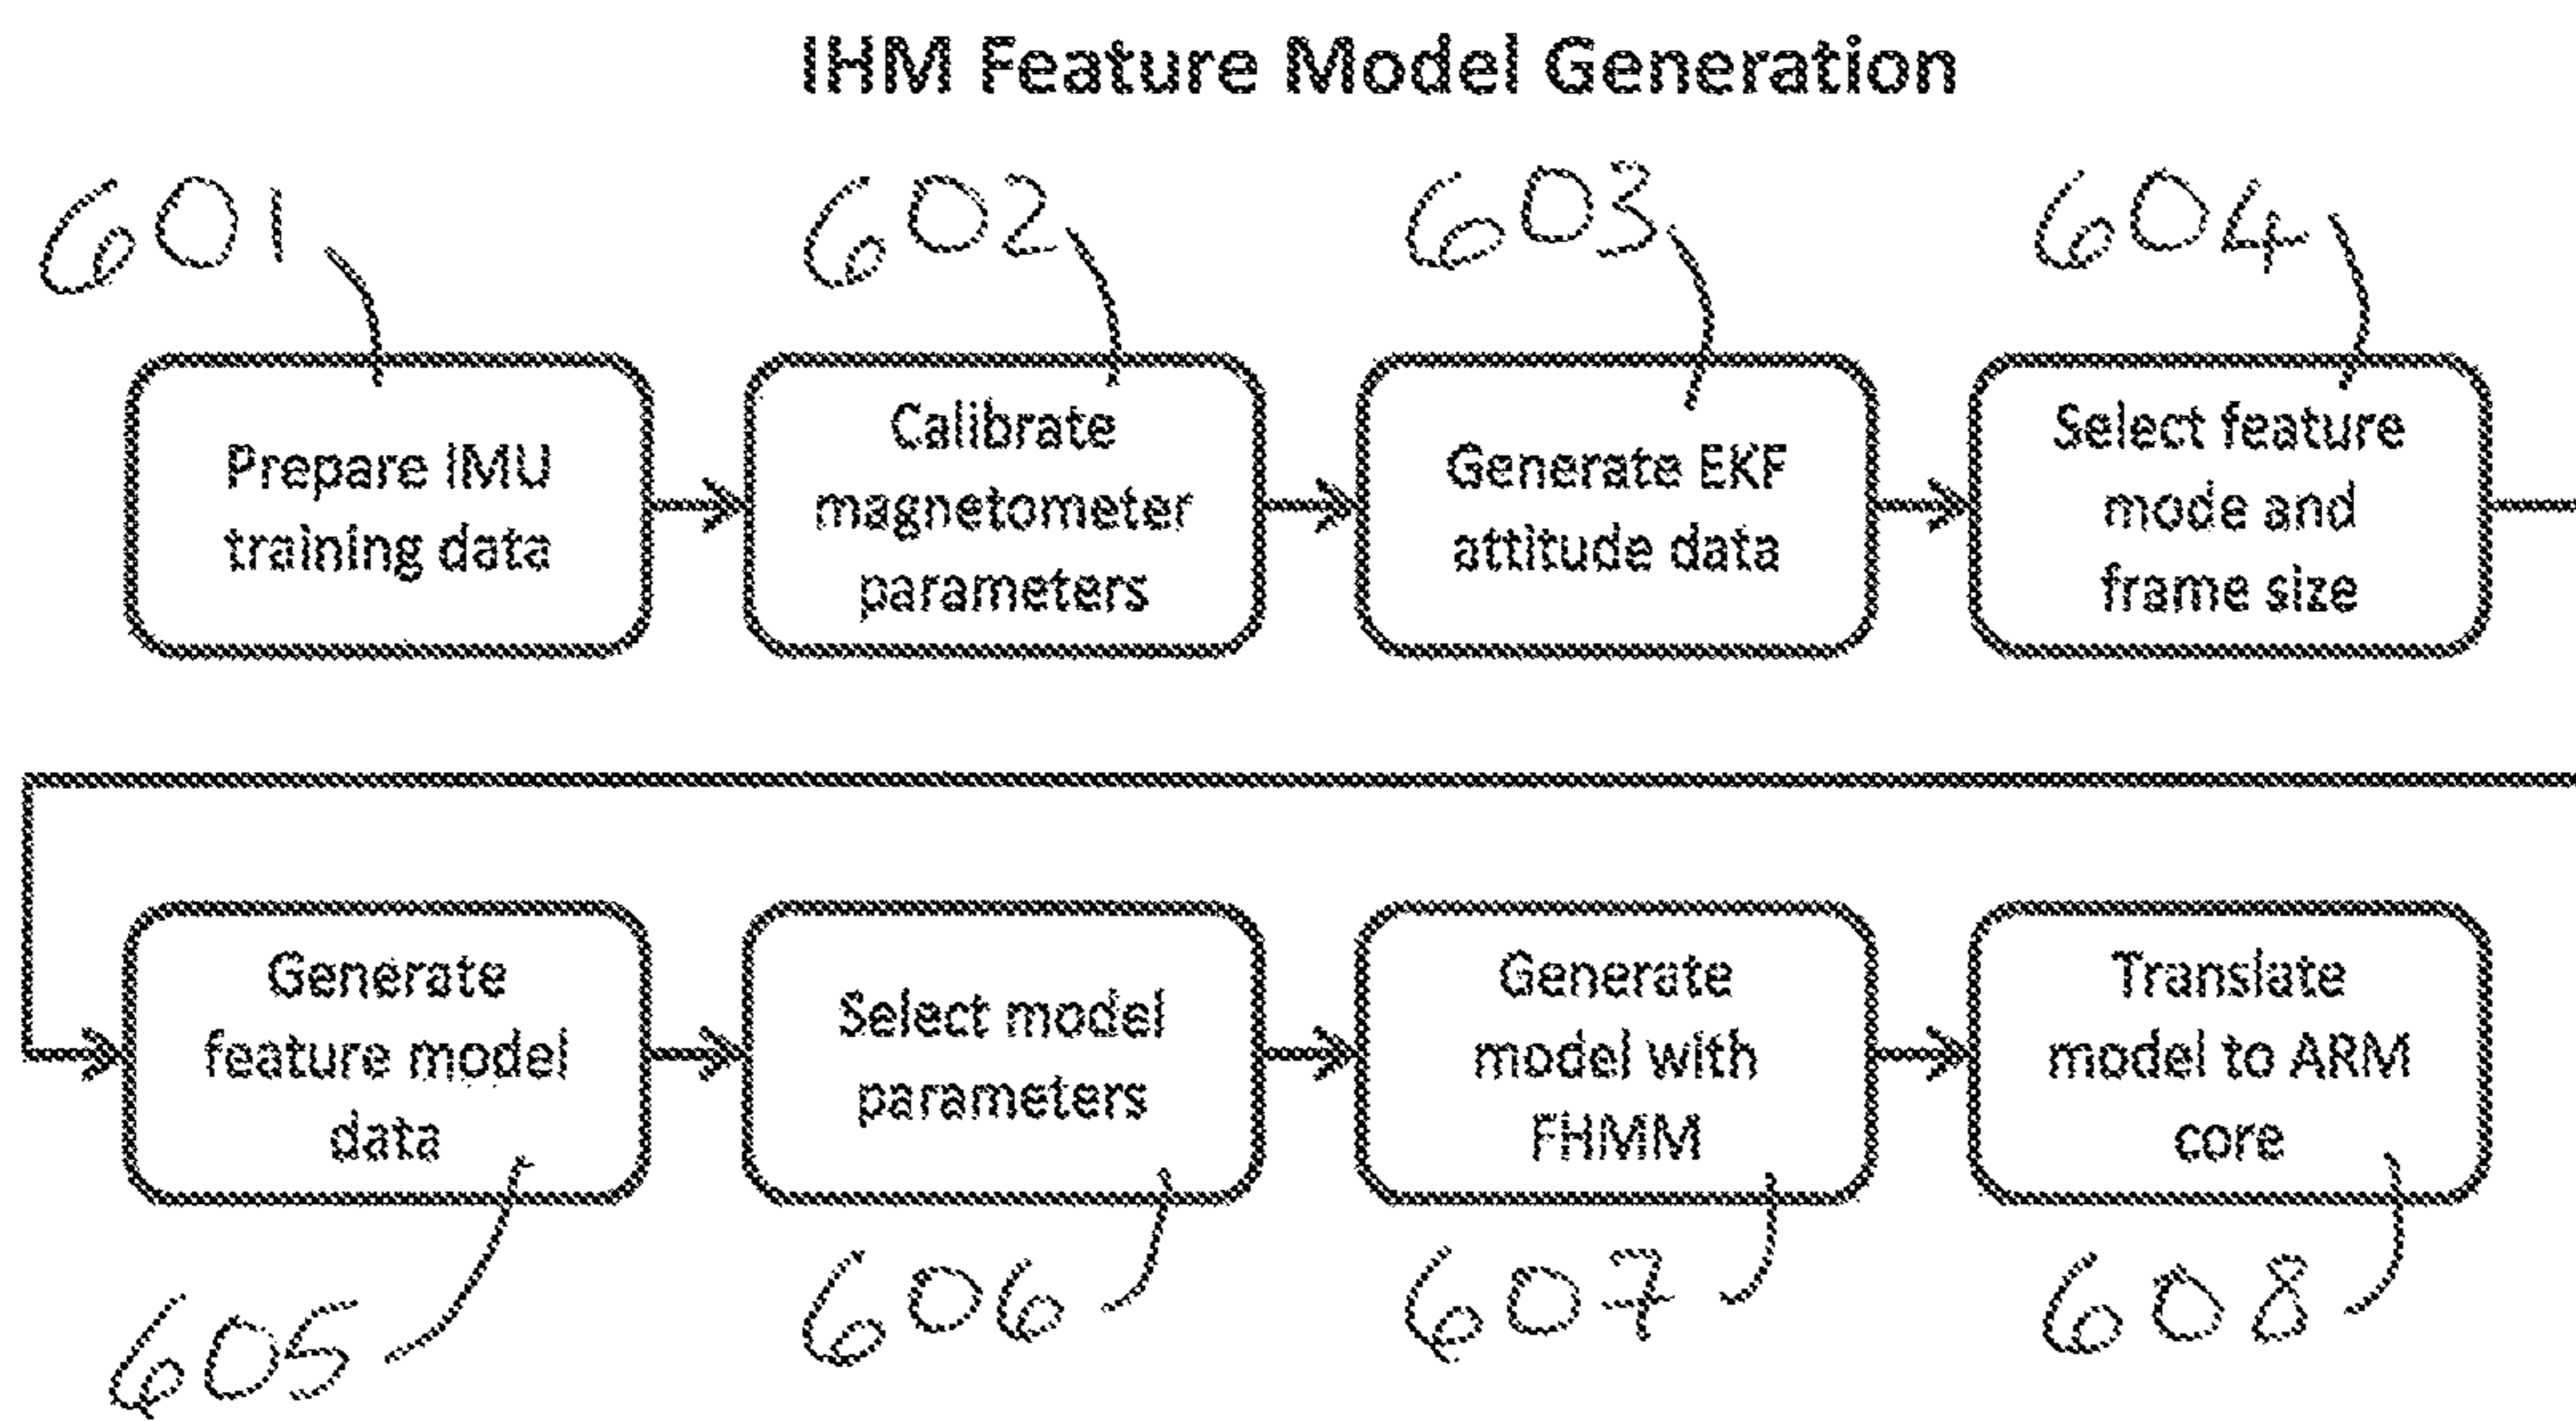 IHM Feature Model Generation
601
602
603
604
Prepare IMU
training data
Calibrate
magnetometer
parameters
Generate EKF
attitude data
Select feature
mode and
frame size
Generate
feature model
data
Select model
parameters
Generate
model with
FHMM
Translate
model to ARM
core
605
606
607
608